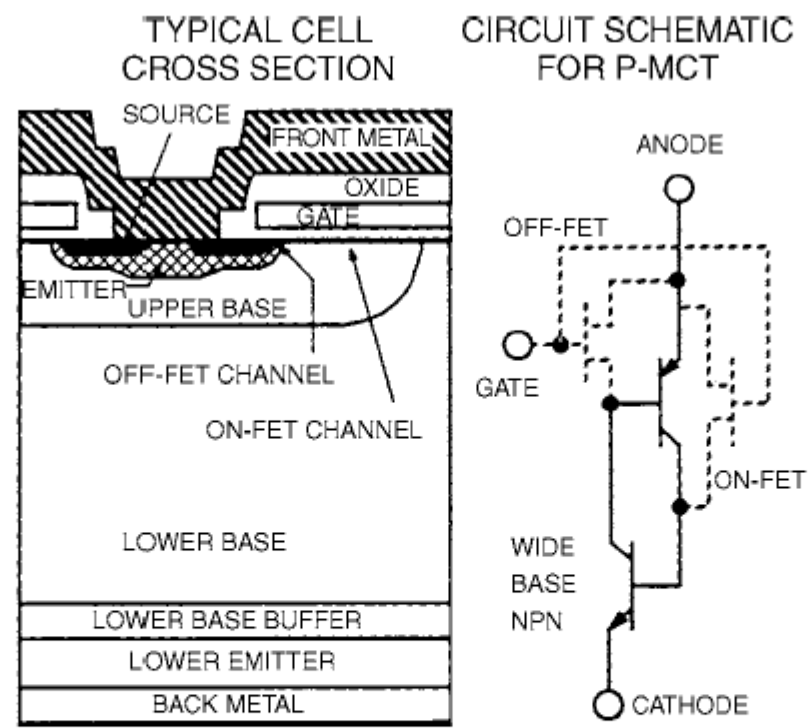 TYPICAL CELL
CROSS SECTION
SOURCE
FRONT METAL
OXIDE
GATE
EMITTER
UPPER BASE
OFF-FET CHANNEL
ON-FET CHANNEL
LOWER BASE
LOWER BASE BUFFER
LOWER EMITTER
BACK METAL
CIRCUIT SCHEMATIC
FOR P-MCT
ANODE
OFF-FET
GATE
ON-FET
WIDE
BASE
NPN
CATHODE